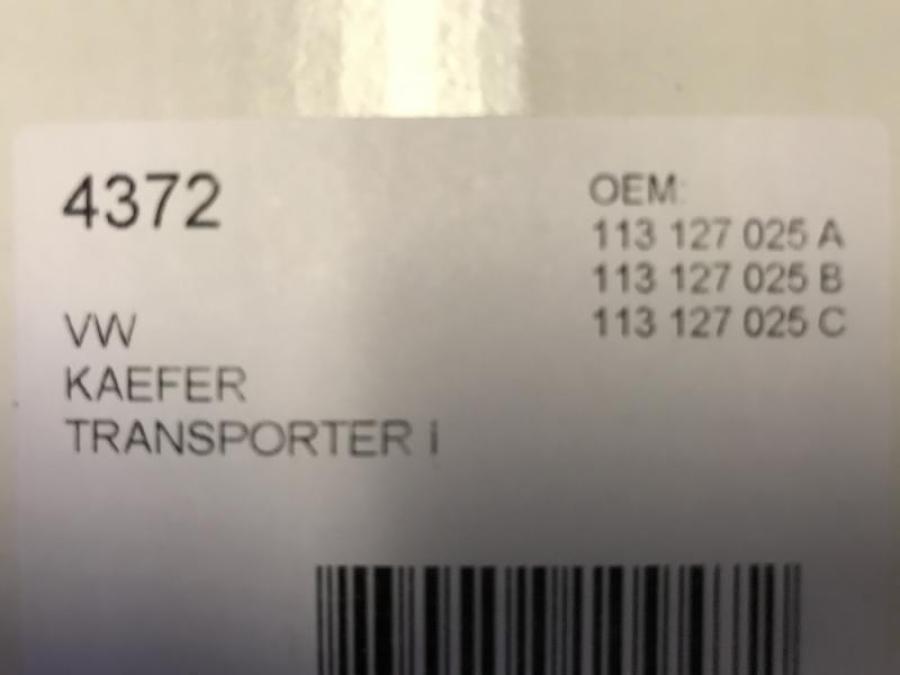 4372
OEM:
113 127 025 A
113 127 025 B
113 127 025 C
VW
KAEFER
TRANSPORTER i